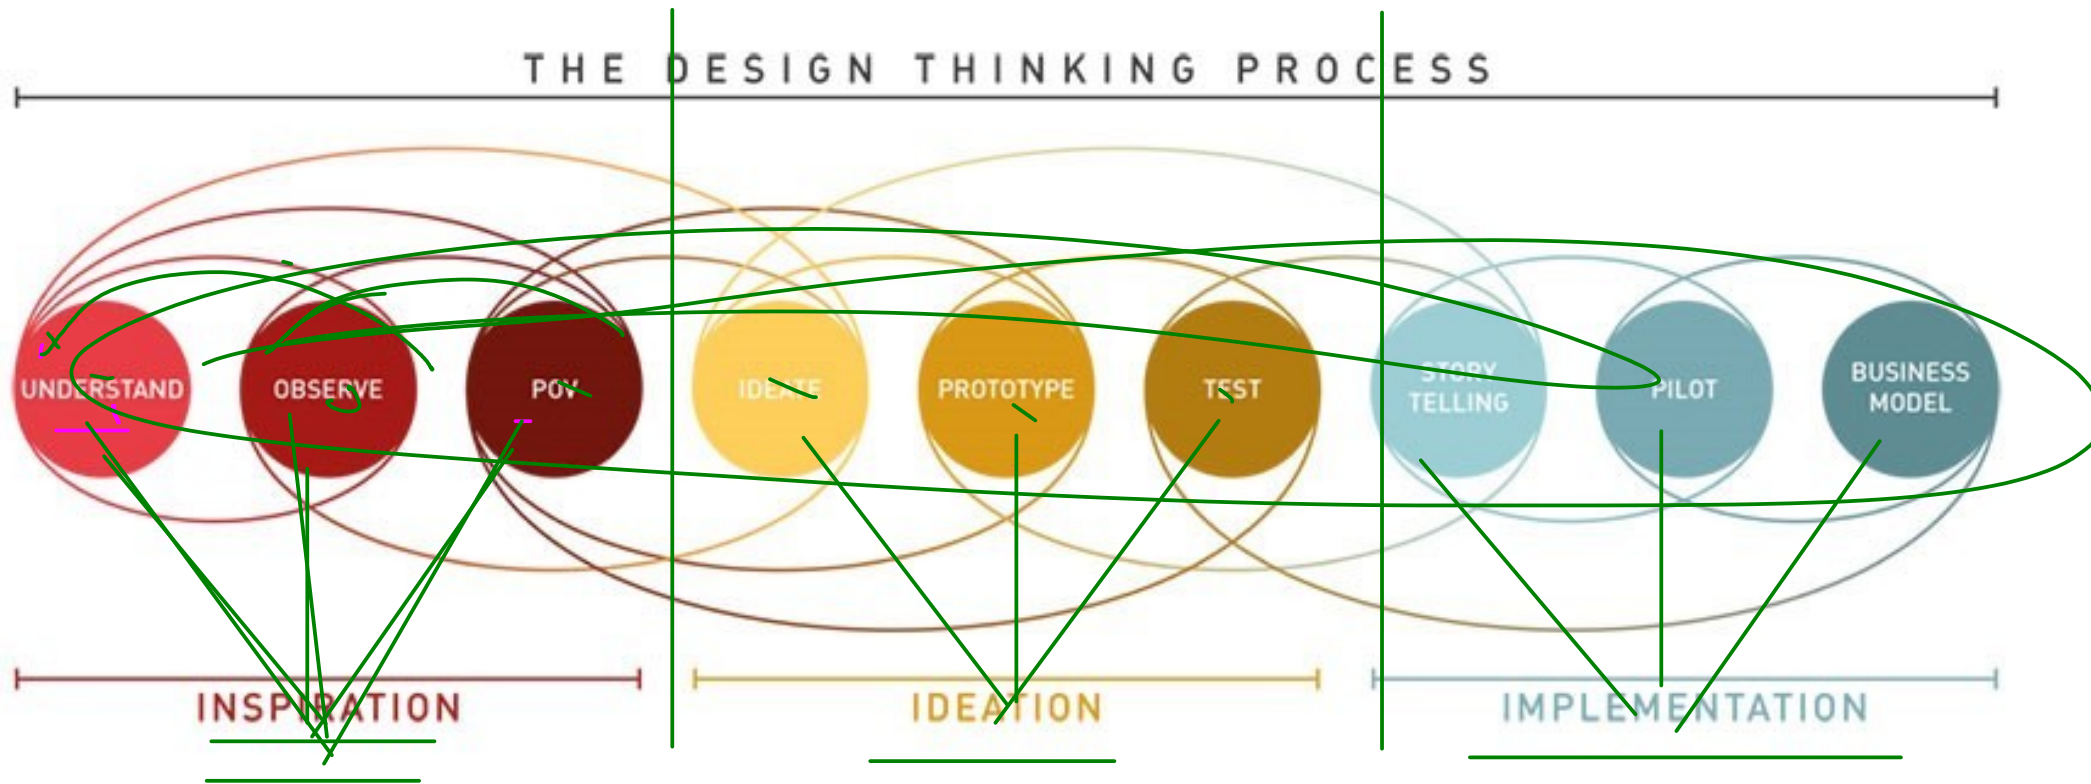 THE DESIGN THINKING PROCESS
UNDERSTAND
OBSERVE
POV
IDEATE
PROTOTYPE
TEST
STORY
TELLING
PILOT
BUSINESS
MODEL
INSPIRATION
IDEATION
IMPLEMENTATION